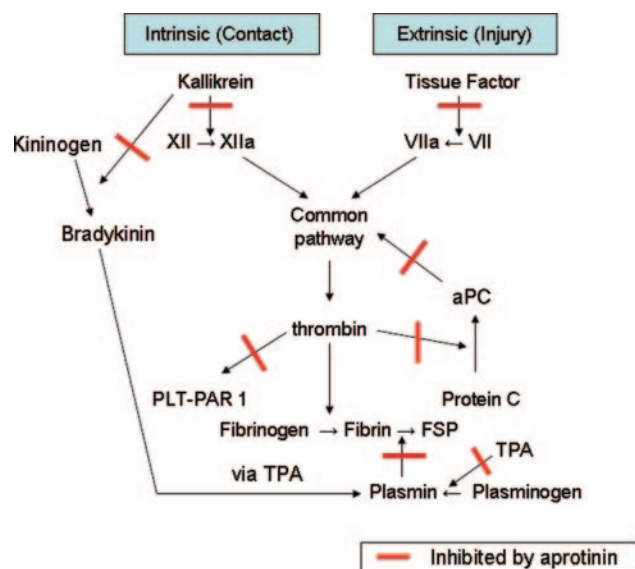 Intrinsic (Contact)
Extrinsic (Injury)
Kallikrein
Tissue Factor
Kininogen
XII → XIIa
VIIa ← VII
Bradykinin
Common
pathway
aPC
thrombin
PLT-PAR 1
Protein C
Fibrinogen → Fibrin → FSP
TPA
via TPA
Plasmin ← Plasminogen
Inhibited by aprotinin